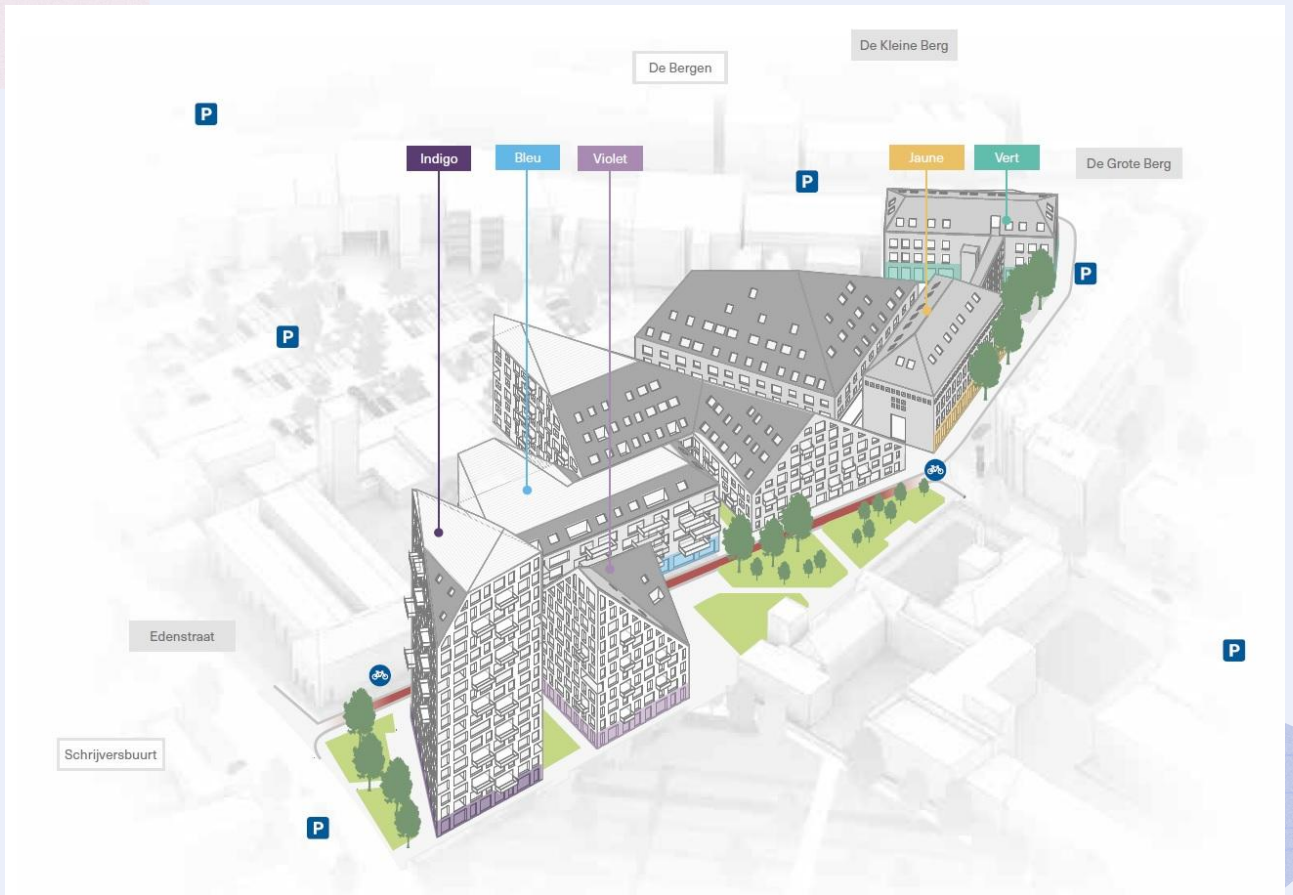 De Kleine Berg
De Bergen
P
Indigo
Bleu
Violet
Jaune
Vert
De Grote Berg
P
P
P
Edenstraat
P
Schrijversbuurt
P